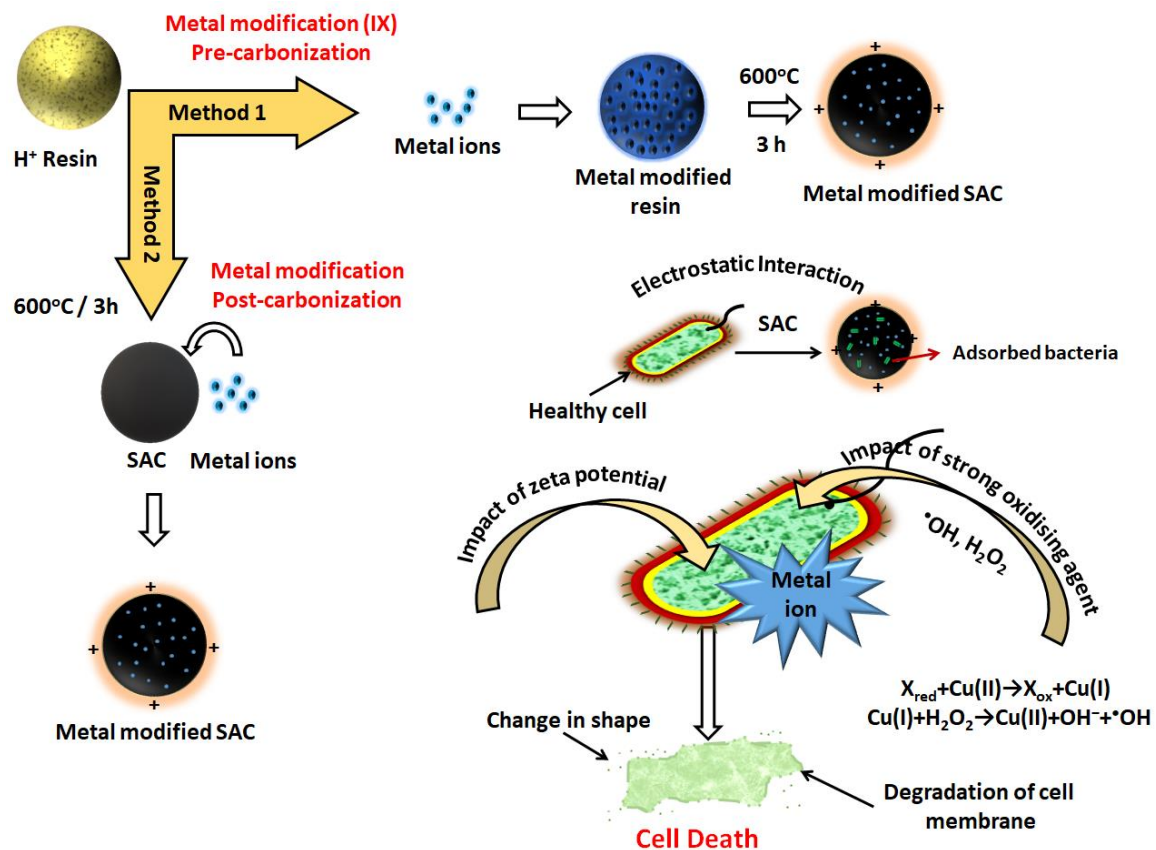 Metal modification (IX)
Pre-carbonization
H⁺ Resin
Method 1
Metal ions
Metal modified
resin
600°C
3 h
+
+
+
+
Metal modified SAC
Method 2
600°C / 3h
Metal modification
Post-carbonization
SAC
Metal ions
+
+
+
+
Metal modified SAC
Electrostatic Interaction
Healthy cell
SAC
+
+
+
+
Adsorbed bacteria
Impact of zeta potential
Impact of strong oxidising agent
•OH, H₂O₂
Metal
ion
X_red+Cu(II)→X_ox+Cu(I)
Cu(I)+H₂O₂→Cu(II)+OH⁻+•OH
Change in shape
Degradation of cell
membrane
Cell Death